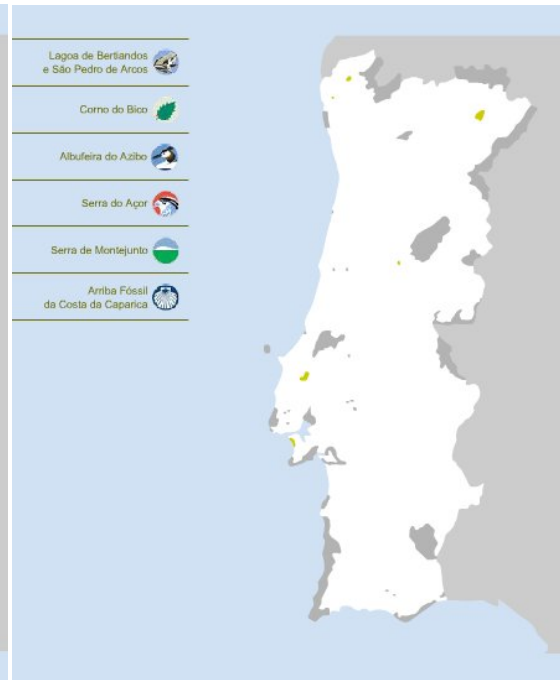 Lagoa de Bertiandos
e São Pedro de Arcos
Corno do Bico
Albufeira do Azibo
Serra do Açor
Serra de Montejunto
Arriba Fóssil
da Costa da Caparica